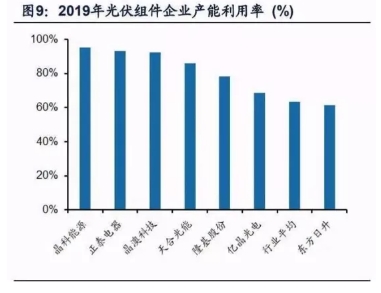 图9：2019年光伏组件企业产能利用率 (%)
100%
80%
60%
40%
20%
0%
晶科能源
正泰电器
晶澳科技
天合光能
隆基股份
亿晶光电
行业平均
东方日升